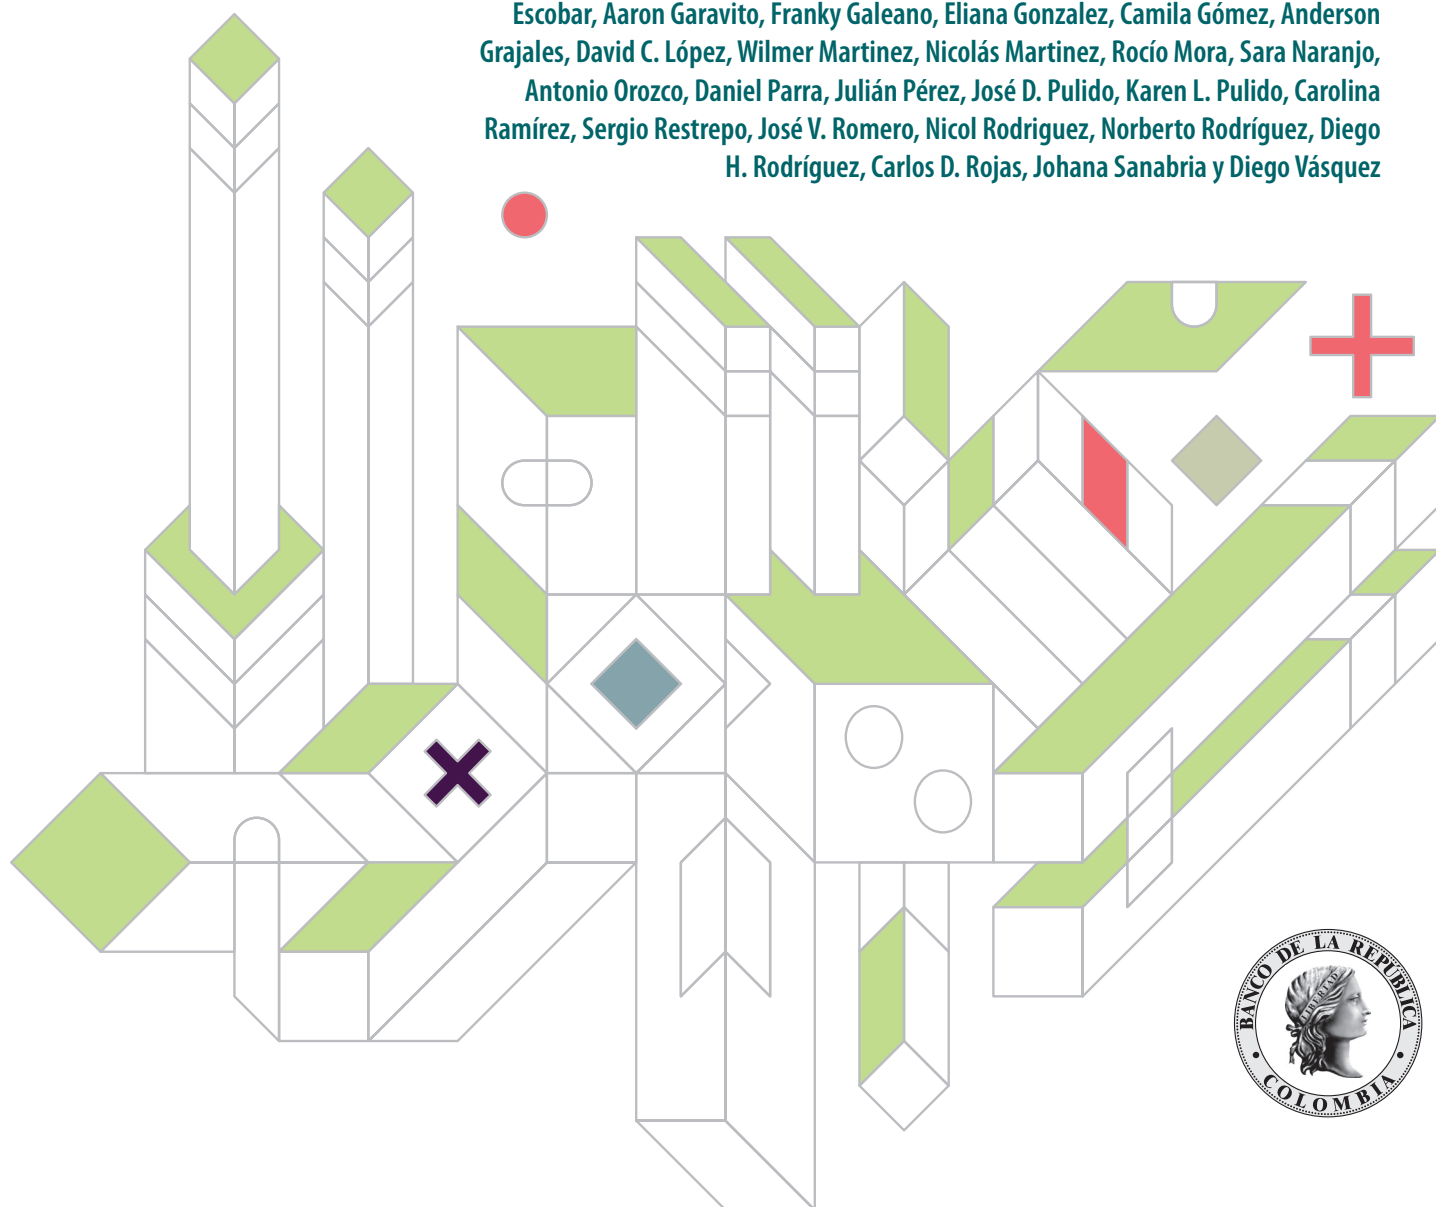 Escobar, Aaron Garavito, Franky Galeano, Eliana Gonzalez, Camila Gómez, Anderson
Grajales, David C. López, Wilmer Martinez, Nicolás Martinez, Rocío Mora, Sara Naranjo,
Antonio Orozco, Daniel Parra, Julián Pérez, José D. Pulido, Karen L. Pulido, Carolina
Ramírez, Sergio Restrepo, José V. Romero, Nicol Rodriguez, Norberto Rodríguez, Diego
H. Rodríguez, Carlos D. Rojas, Johana Sanabria y Diego Vásquez
BANCO DE LA REPÚBLICA
LIBERTAD
COLOMBIA